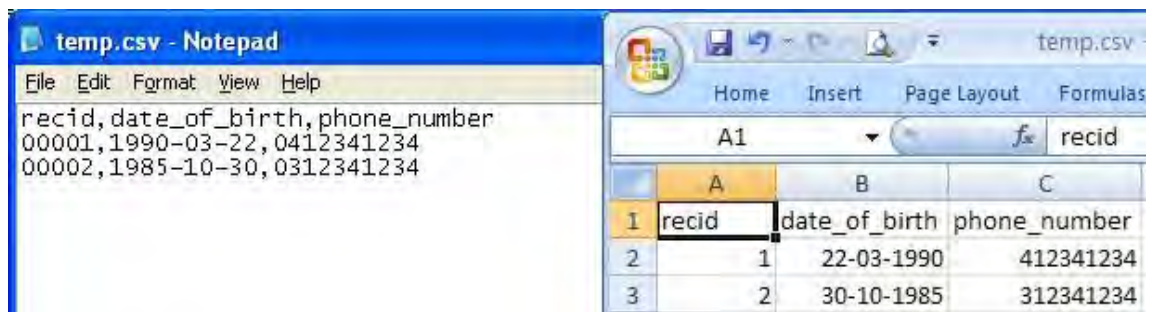 temp.csv - Notepad
File Edit Format View Help
recid,date_of_birth,phone_number
00001,1990-03-22,0412341234
00002,1985-10-30,0312341234
temp.csv -
Home Insert Page Layout Formulas
A1 fx recid
A B C
1 recid date_of_birth phone_number
2 1 22-03-1990 412341234
3 2 30-10-1985 312341234